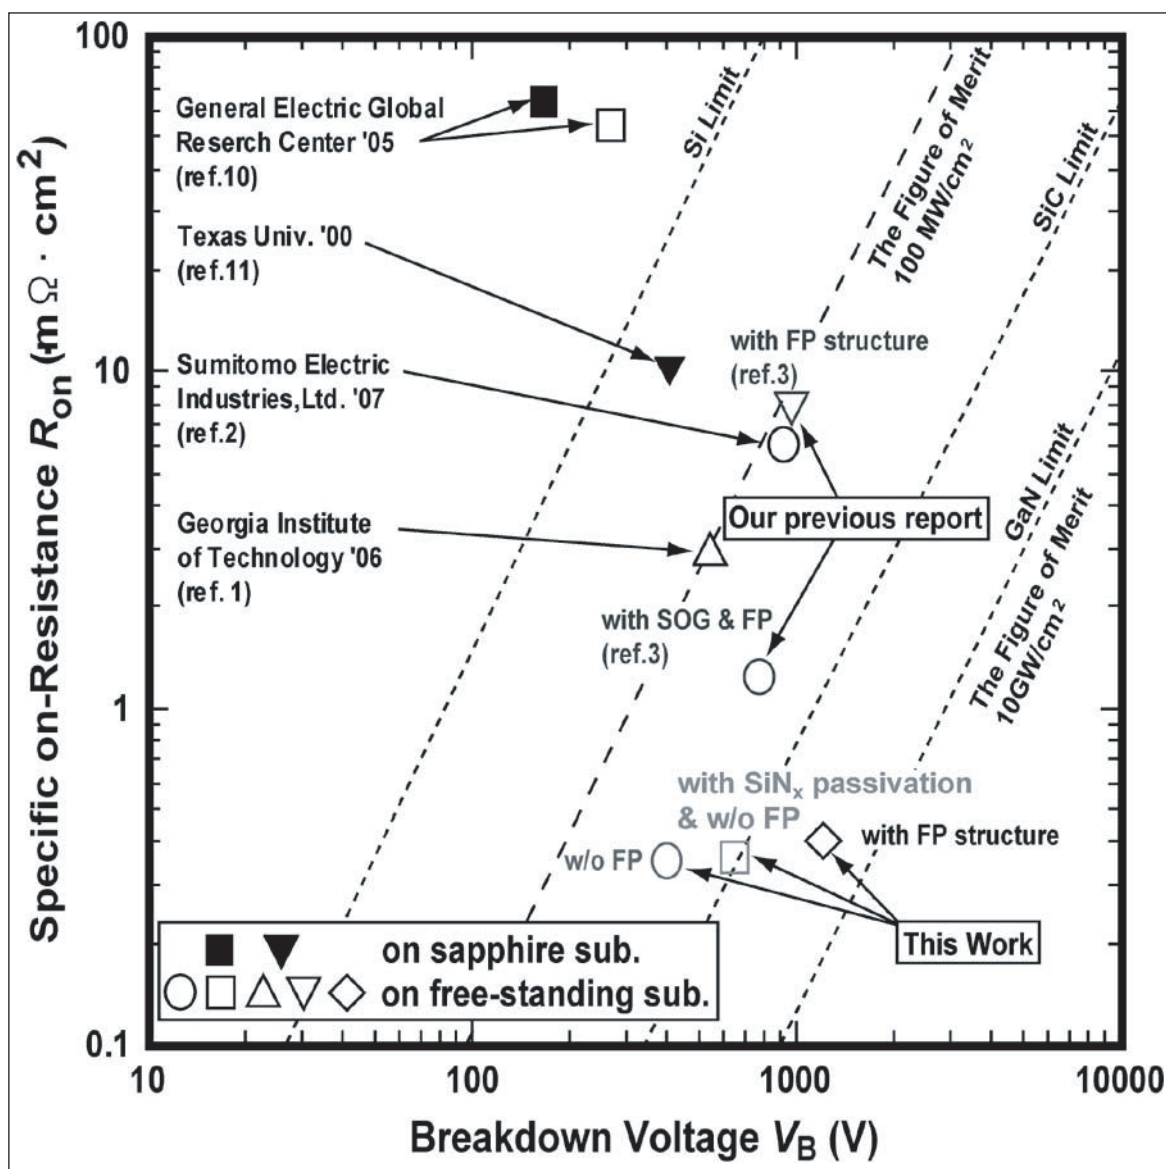 100
10
1
0.1
Specific on-Resistance Ron (mΩ · cm2)
General Electric Global
Reserch Center '05
(ref.10)
Texas Univ. '00
(ref.11)
Sumitomo Electric
Industries,Ltd. '07
(ref.2)
Georgia Institute
of Technology '06
(ref. 1)
Si Limit
The Figure of Merit
100 MW/cm2
SiC Limit
with FP structure
(ref.3)
Our previous report
GaN Limit
The Figure of Merit
10GW/cm2
with SOG & FP
(ref.3)
with SiNx passivation
& w/o FP
with FP structure
w/o FP
This Work
on sapphire sub.
on free-standing sub.
10
100
1000
10000
Breakdown Voltage VB (V)